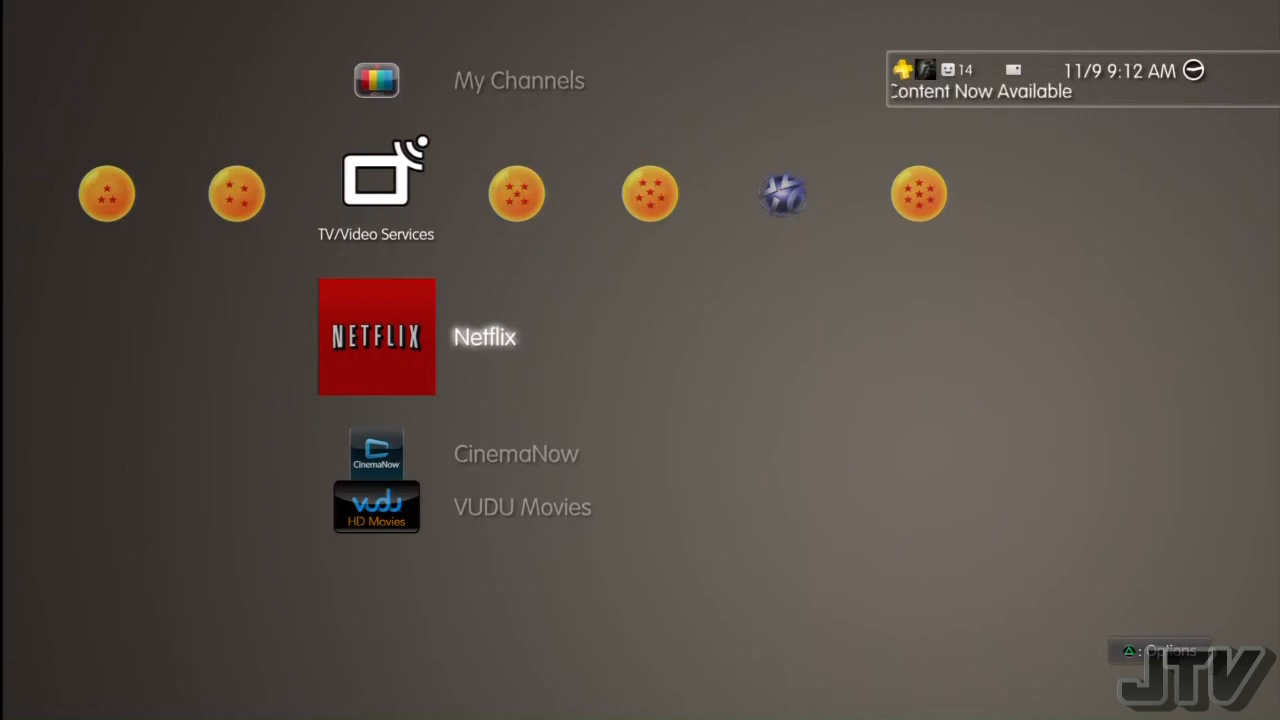 My Channels
14
11/9 9:12 AM
Content Now Available
TV/Video Services
NETFLIX
Netflix
CinemaNow
CinemaNow
vudu
HD Movies
VUDU Movies
: Options
JTV